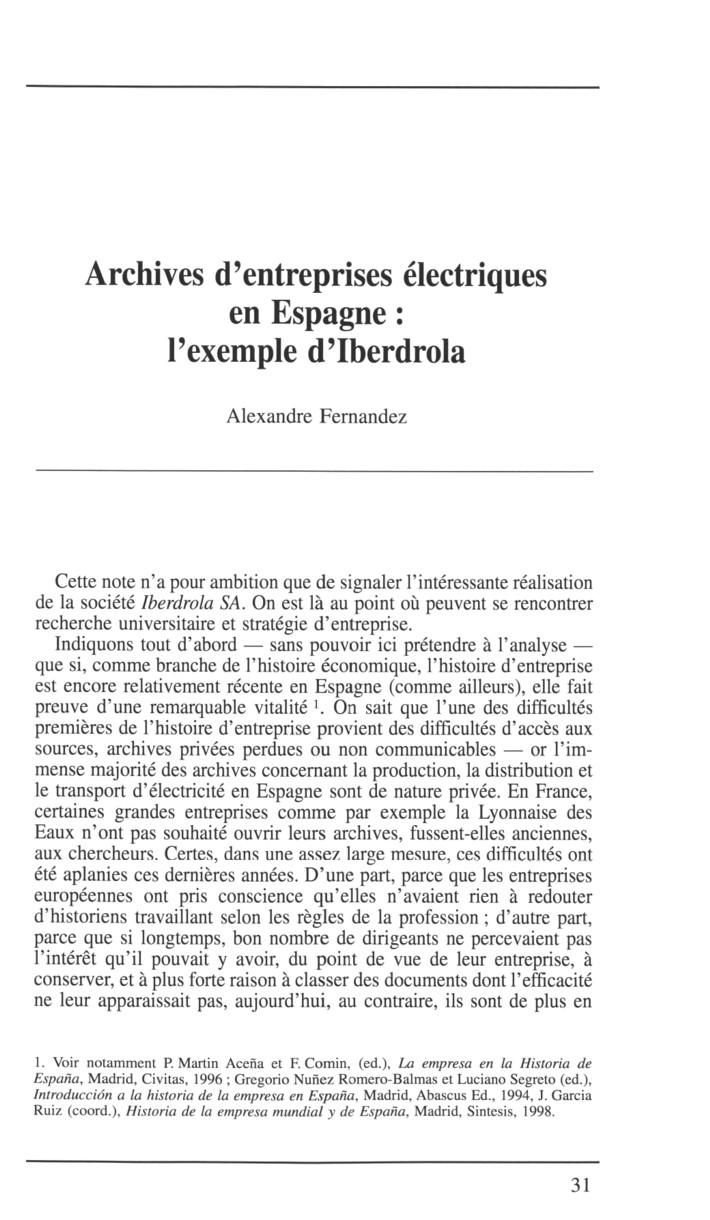 Archives d'entreprises électriques
en Espagne :
l'exemple d'Iberdrola
Alexandre Fernandez
Cette note n'a pour ambition que de signaler l'intéressante réalisation
de la société Iberdrola SA. On est là au point où peuvent se rencontrer
recherche universitaire et stratégie d'entreprise.
Indiquons tout d'abord — sans pouvoir ici prétendre à l'analyse —
que si, comme branche de l'histoire économique, l'histoire d'entreprise
est encore relativement récente en Espagne (comme ailleurs), elle fait
preuve d'une remarquable vitalité 1. On sait que l'une des difficultés
premières de l'histoire d'entreprise provient des difficultés d'accès aux
sources, archives privées perdues ou non communicables — or l'im-
mense majorité des archives concernant la production, la distribution et
le transport d'électricité en Espagne sont de nature privée. En France,
certaines grandes entreprises comme par exemple la Lyonnaise des
Eaux n'ont pas souhaité ouvrir leurs archives, fussent-elles anciennes,
aux chercheurs. Certes, dans une assez large mesure, ces difficultés ont
été aplanies ces dernières années. D'une part, parce que les entreprises
européennes ont pris conscience qu'elles n'avaient rien à redouter
d'historiens travaillant selon les règles de la profession ; d'autre part,
parce que si longtemps, bon nombre de dirigeants ne percevaient pas
l'intérêt qu'il pouvait y avoir, du point de vue de leur entreprise, à
conserver, et à plus forte raison à classer des documents dont l'efficacité
ne leur apparaissait pas, aujourd'hui, au contraire, ils sont de plus en
1. Voir notamment P. Martin Aceña et F. Comin, (ed.), La empresa en la Historia de
España, Madrid, Civitas, 1996 ; Gregorio Nuñez Romero-Balmas et Luciano Segreto (ed.),
Introducción a la historia de la empresa en España, Madrid, Abascus Ed., 1994, J. Garcia
Ruiz (coord.), Historia de la empresa mundial y de España, Madrid, Sintesis, 1998.
31